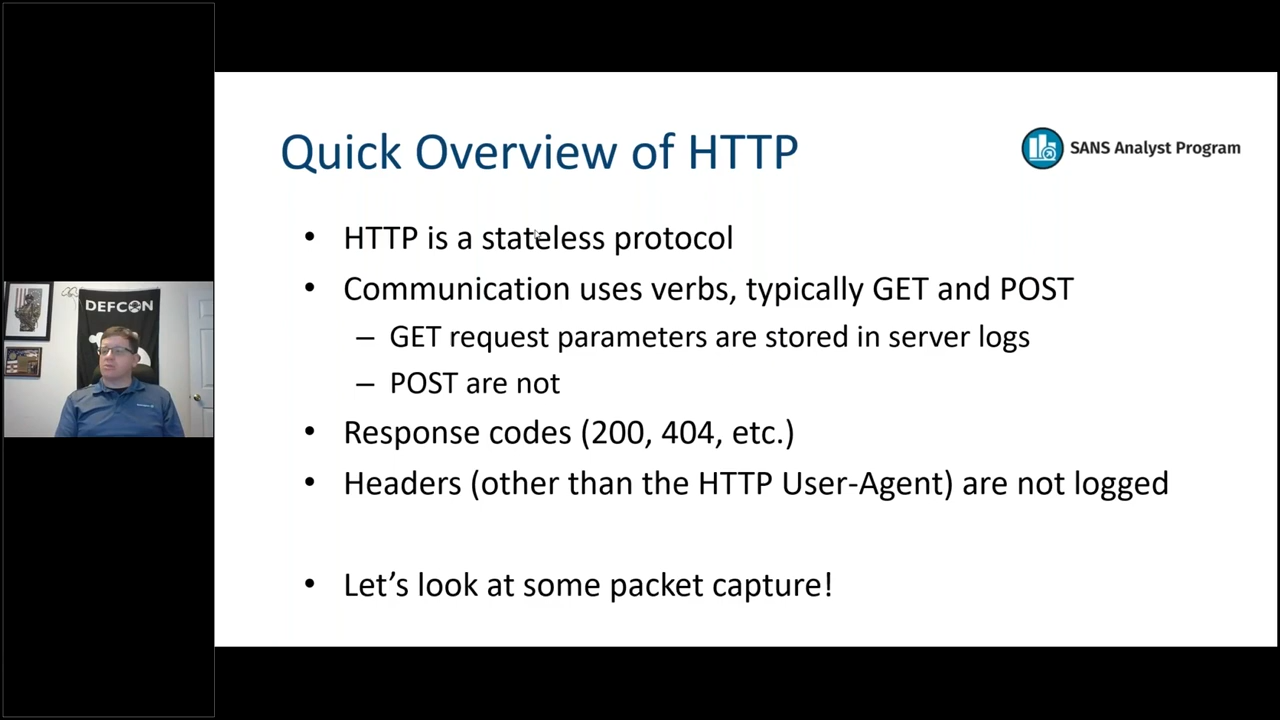 Quick Overview of HTTP
SANS Analyst Program
• HTTP is a stateless protocol
• Communication uses verbs, typically GET and POST
– GET request parameters are stored in server logs
– POST are not
• Response codes (200, 404, etc.)
• Headers (other than the HTTP User-Agent) are not logged
• Let’s look at some packet capture!
DEFCON